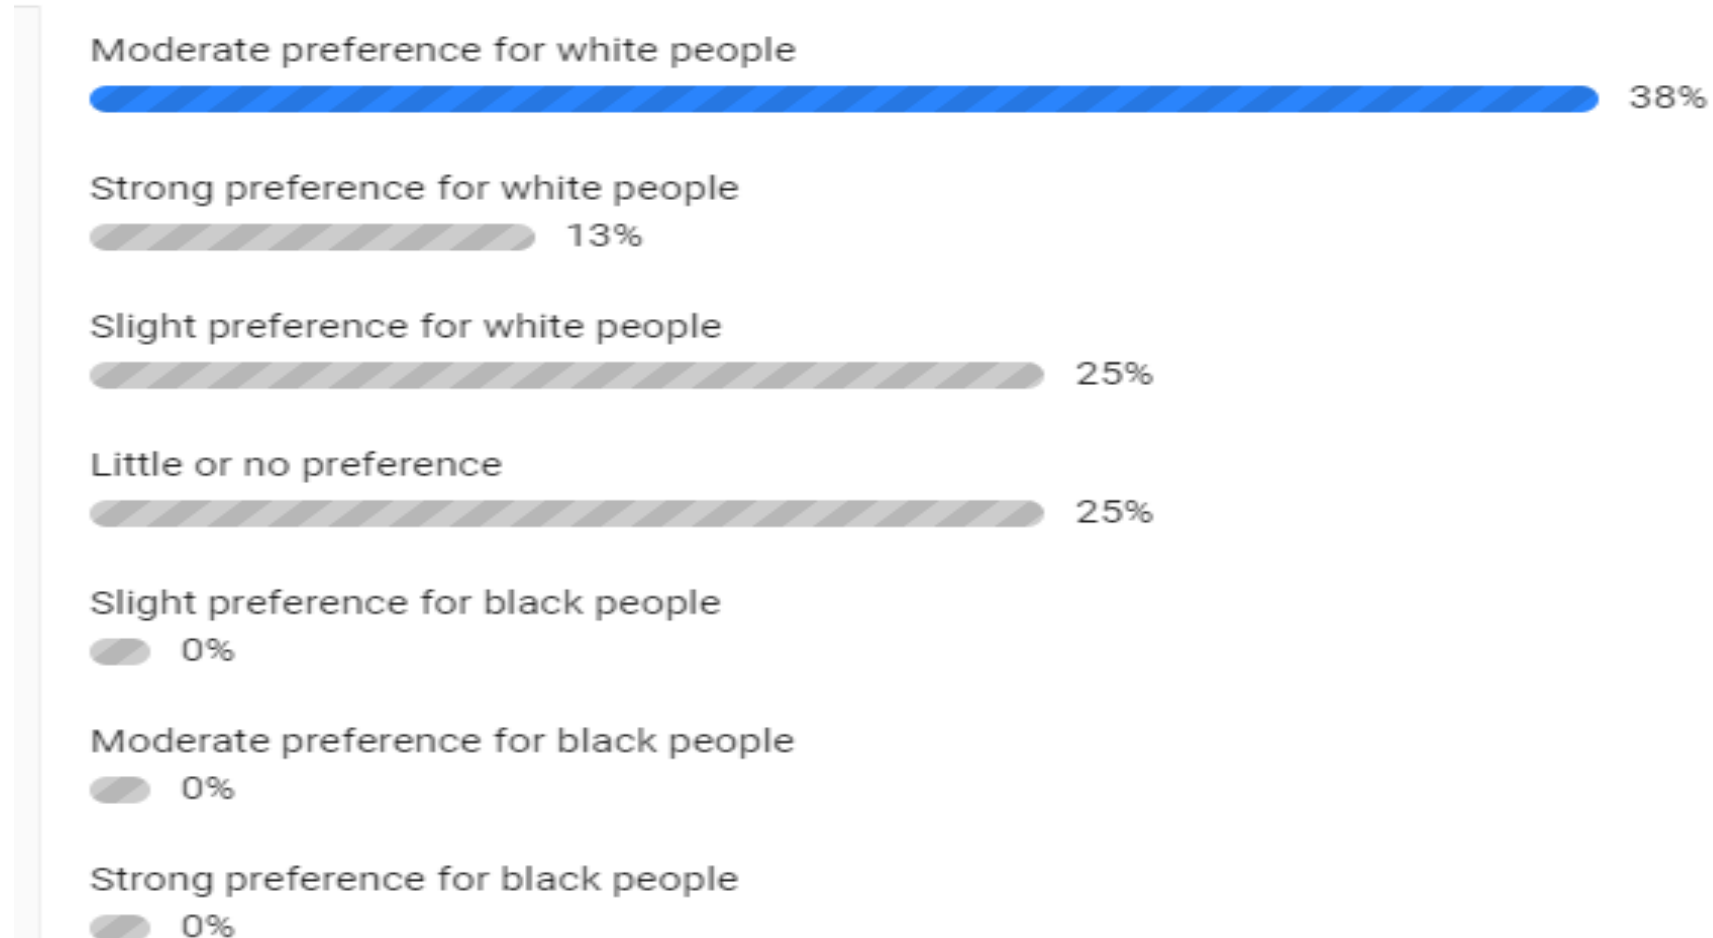 Moderate preference for white people
38%
Strong preference for white people
13%
Slight preference for white people
25%
Little or no preference
25%
Slight preference for black people
0%
Moderate preference for black people
0%
Strong preference for black people
0%